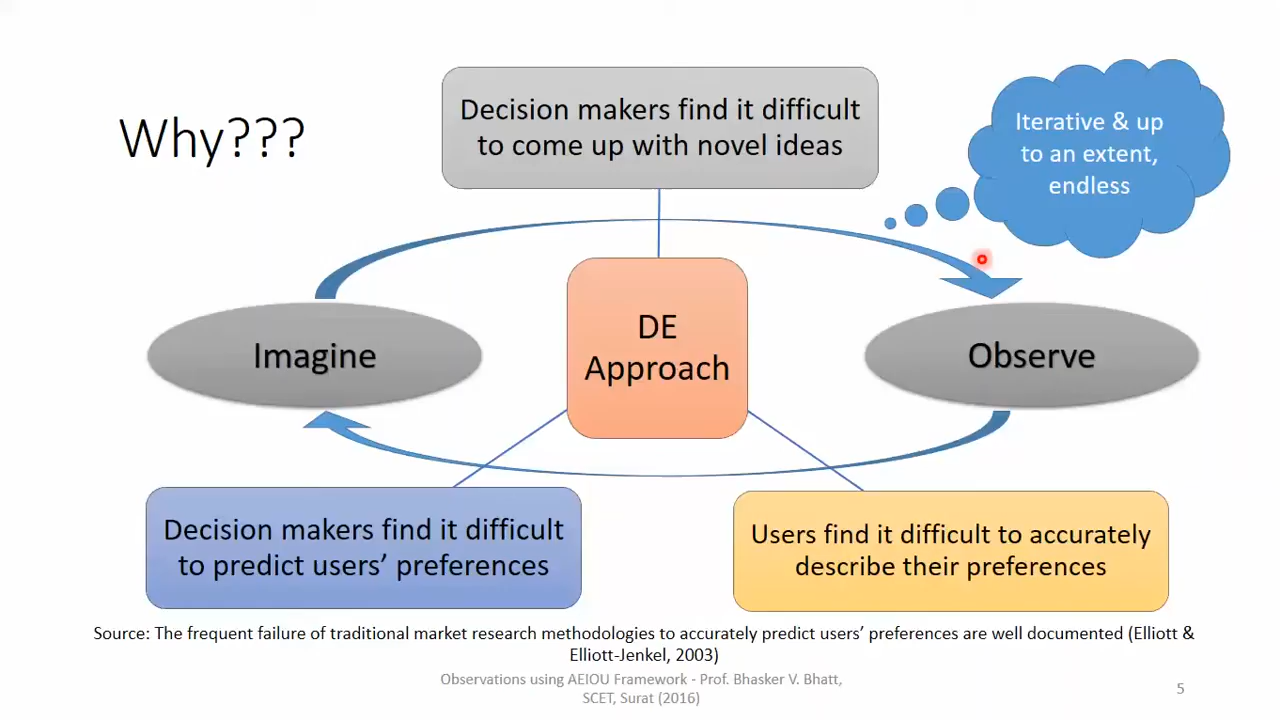 Why???
Decision makers find it difficult
to come up with novel ideas
Iterative & up
to an extent,
endless
Imagine
DE
Approach
Observe
Decision makers find it difficult
to predict users’ preferences
Users find it difficult to accurately
describe their preferences
Source: The frequent failure of traditional market research methodologies to accurately predict users’ preferences are well documented (Elliott &
Elliott-Jenkel, 2003)
Observations using AEIOU Framework - Prof. Bhasker V. Bhatt,
SCET, Surat (2016)
5